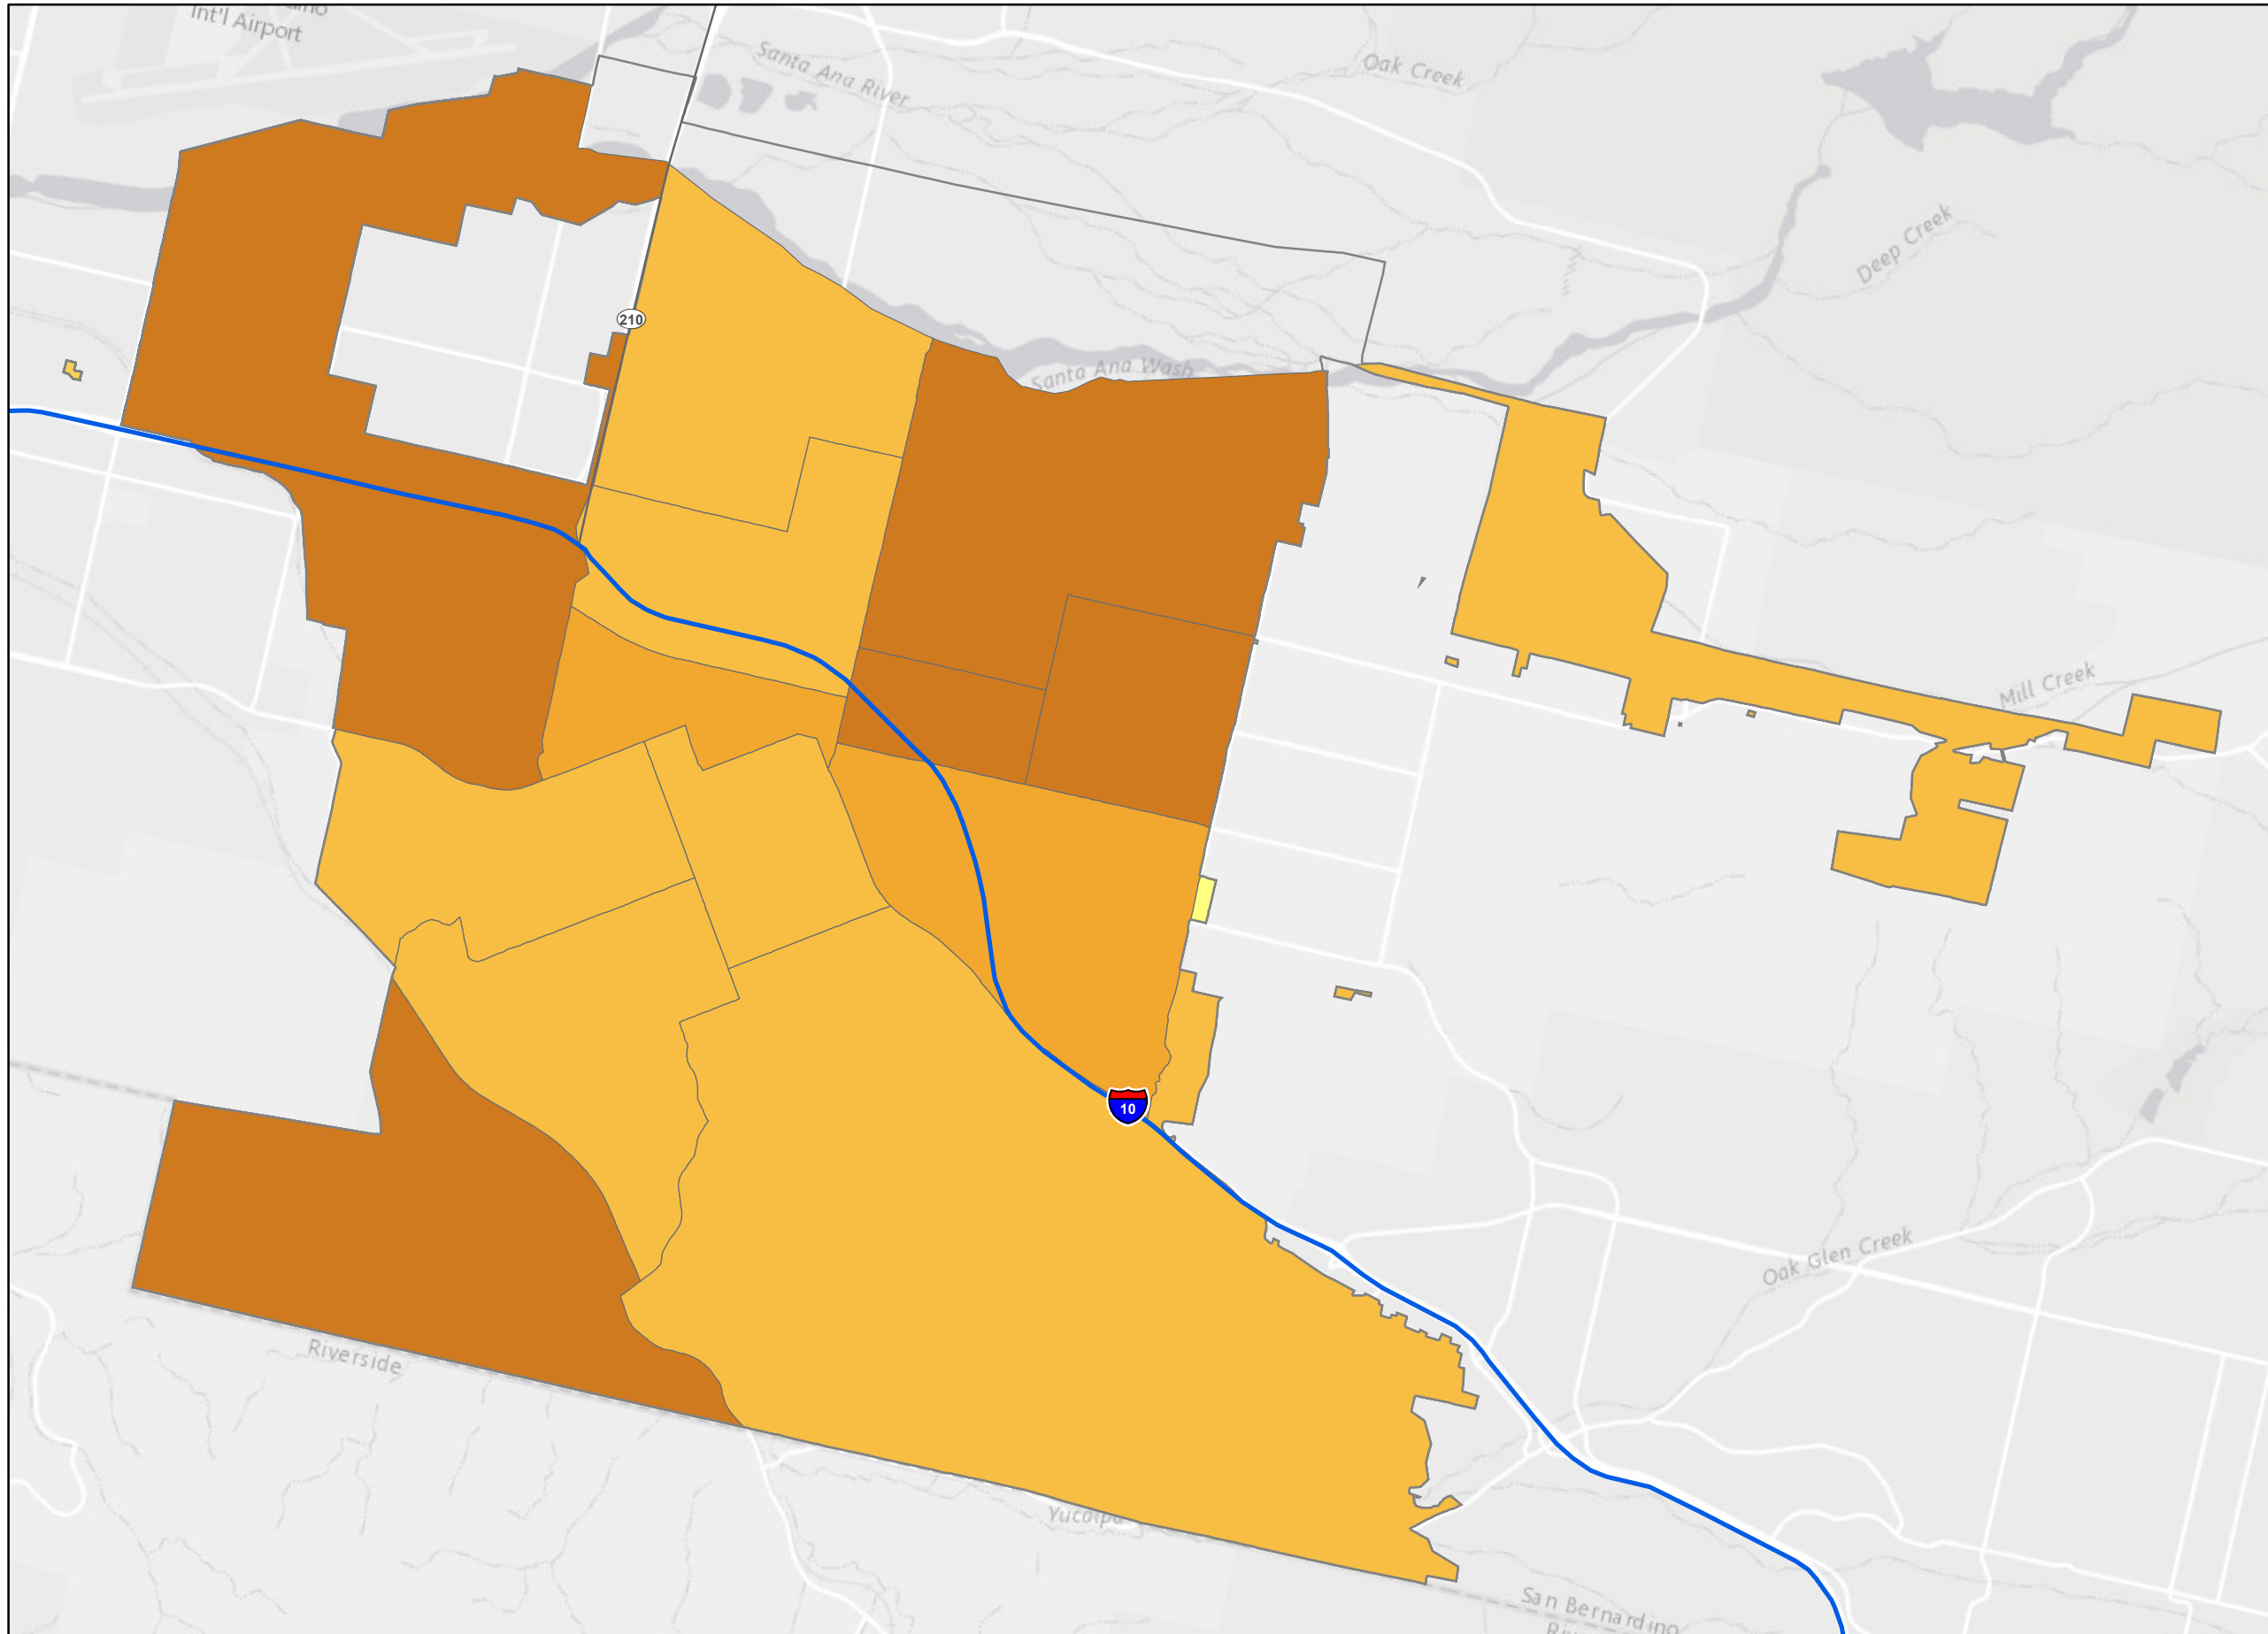 Int'l Airport
Santa Ana River
Oak Creek
Deep Creek
210
Santa Ana Wash
Mill Creek
10
Oak Glen Creek
Riverside
Yucaipa
San Bernardino